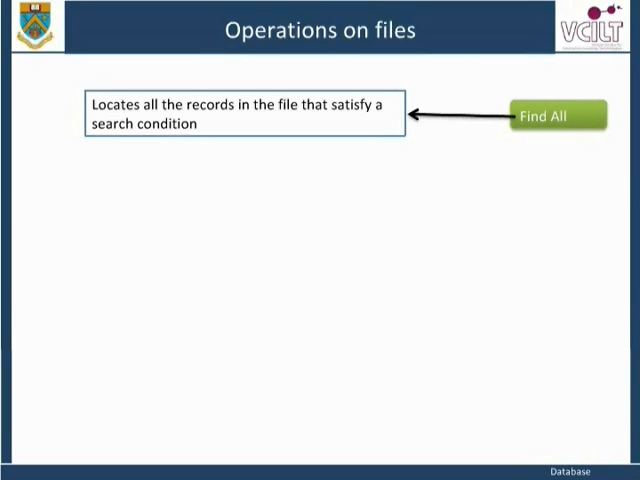 Operations on files
VCILT
Locates all the records in the file that satisfy a
search condition
Find All
Database